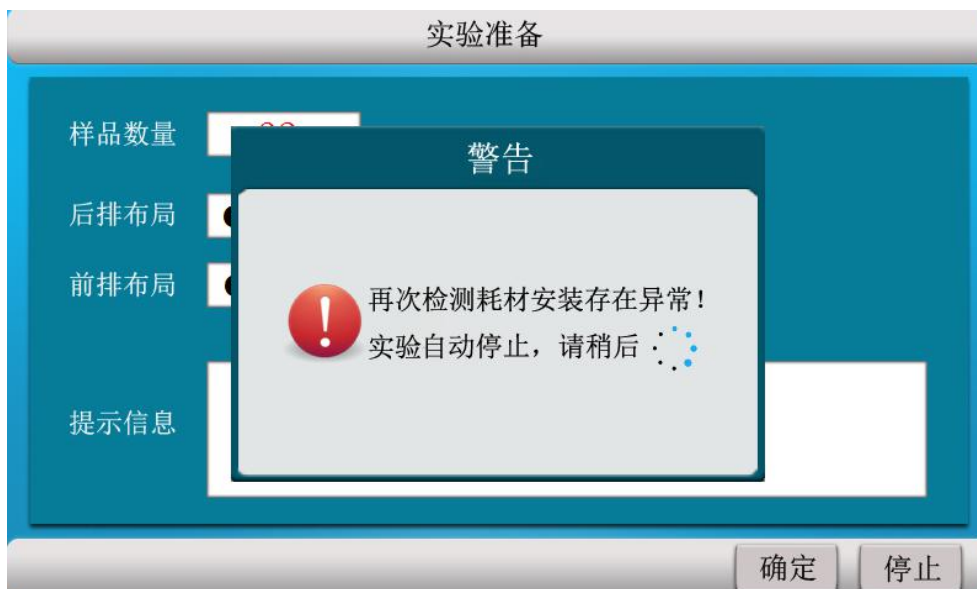 实验准备
样品数量
警告
后排布局
前排布局
再次检测耗材安装存在异常!
实验自动停止，请稍后
提示信息
确定
停止